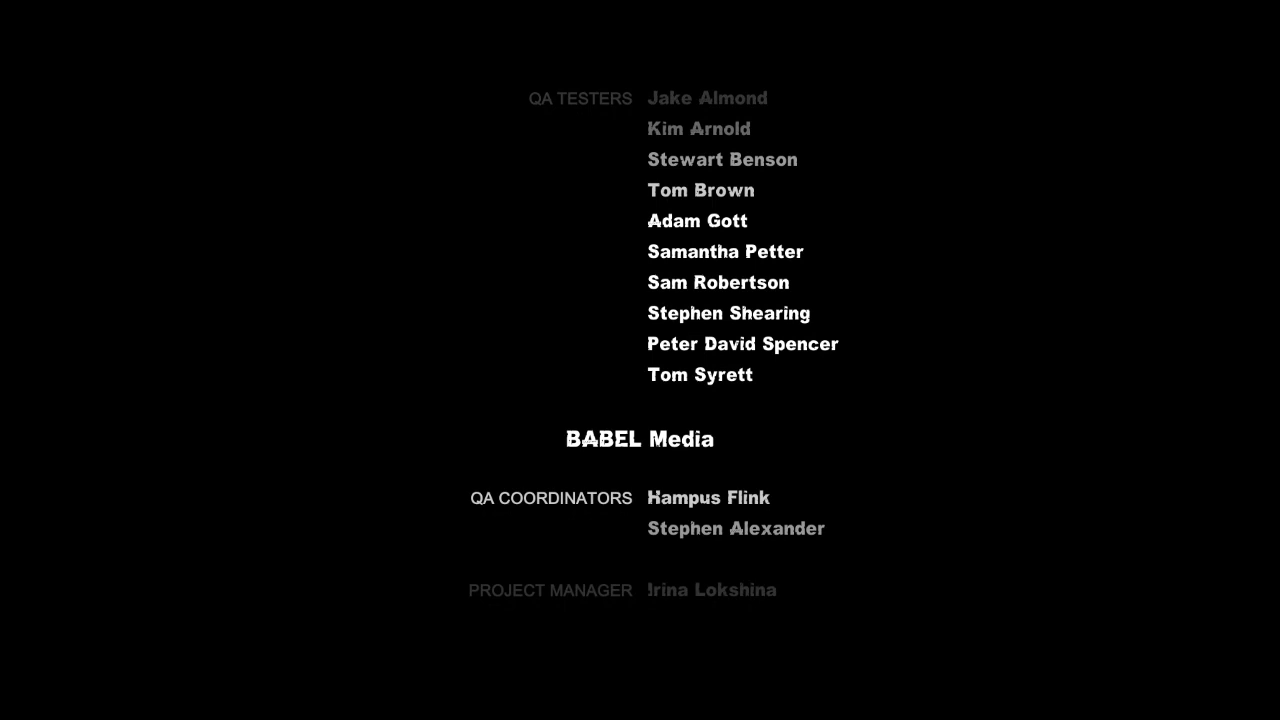 QA TESTERS Jake Almond
Kim Arnold
Stewart Benson
Tom Brown
Adam Gott
Samantha Petter
Sam Robertson
Stephen Shearing
Peter David Spencer
Tom Syrett
BABEL Media
QA COORDINATORS Hampus Flink
Stephen Alexander
PROJECT MANAGER Irina Lokshina